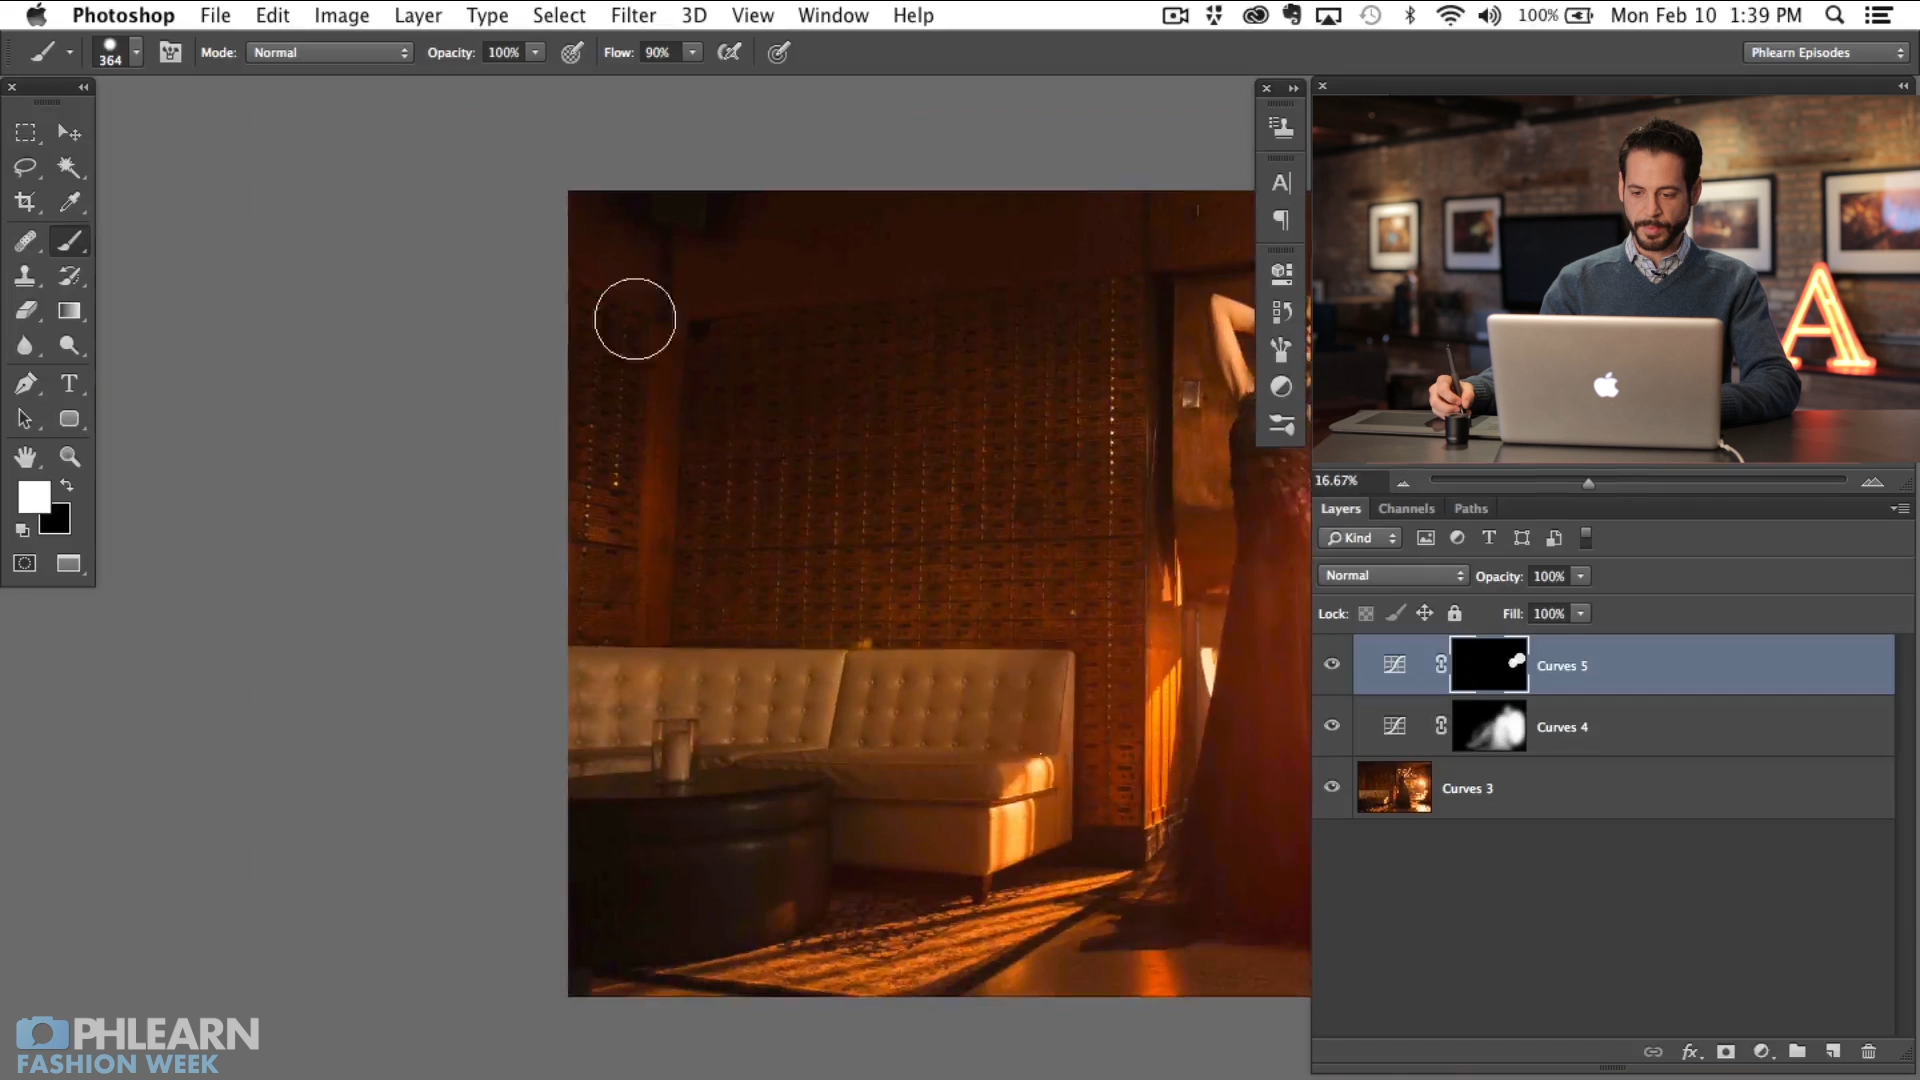 Photoshop File Edit Image Layer Type Select Filter 3D View Window Help 100% Mon Feb 10 1:39 PM
364 Mode: Normal Opacity: 100% Flow: 90% Phlearn Episodes
A
T
A
16.67%
Layers Channels Paths
Kind T
Normal Opacity: 100%
Lock: Fill: 100%
Curves 5
Curves 4
Curves 3
fx
PHLEARN
FASHION WEEK